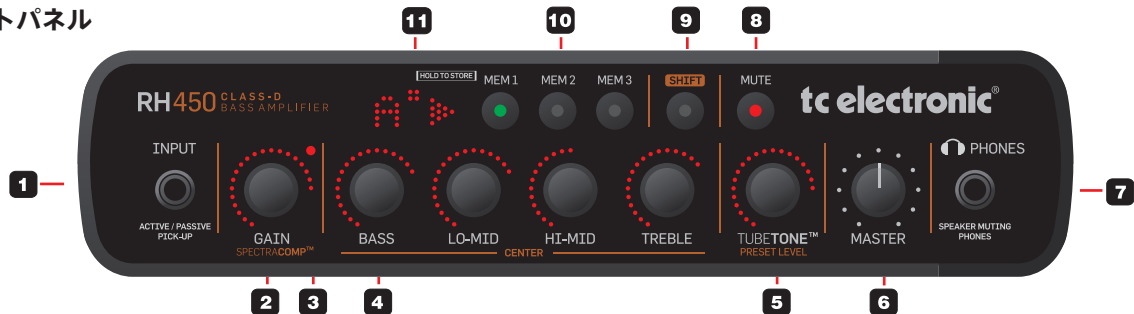 トパネル
11 10 9 8
HOLD TO STORE MEM 1 MEM 2 MEM 3 SHIFT MUTE
RH450 CLASS-D
BASS AMPLIFIER
A#
tc electronic®
INPUT
PHONES
1
7
ACTIVE / PASSIVE
PICK-UP
SPEAKER MUTING
PHONES
GAIN BASS LO-MID HI-MID TREBLE TUBETONE™ MASTER
SPECTRACOMP™ CENTER PRESET LEVEL
2 3 4 5 6